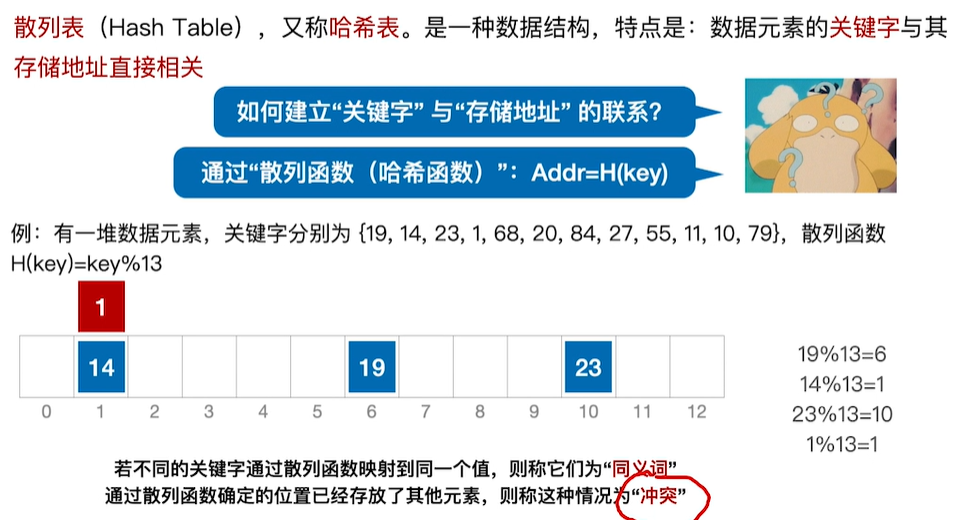 散列表（Hash Table），又称哈希表。是一种数据结构，特点是：数据元素的关键字与其
存储地址直接相关
如何建立“关键字”与“存储地址”的联系？
通过“散列函数（哈希函数）”：Addr=H(key)
例：有一堆数据元素，关键字分别为 {19, 14, 23, 1, 68, 20, 84, 27, 55, 11, 10, 79}，散列函数
H(key)=key%13
1
14 19 23
0 1 2 3 4 5 6 7 8 9 10 11 12
19%13=6
14%13=1
23%13=10
1%13=1
若不同的关键字通过散列函数映射到同一个值，则称它们为“同义词”
通过散列函数确定的位置已经存放了其他元素，则称这种情况为“冲突”